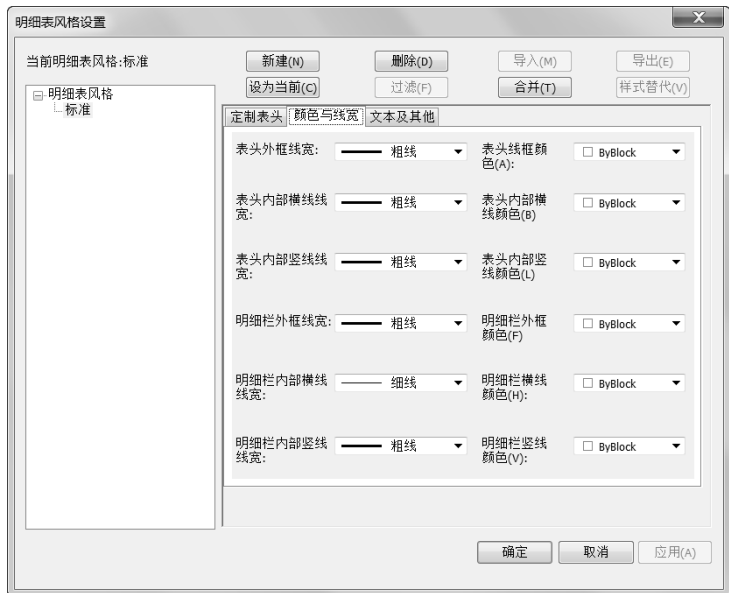 明细表风格设置
当前明细表风格:标准
新建(N) 删除(D) 导入(M) 导出(E)
设为当前(C) 过滤(F) 合并(T) 样式替代(V)
明细表风格
标准
定制表头 颜色与线宽 文本及其他
表头外框线宽: 粗线 表头线框颜
色(A): ByBlock
表头内部横线线
宽: 粗线 表头内部横
线颜色(B) ByBlock
表头内部竖线线
宽: 粗线 表头内部竖
线颜色(L) ByBlock
明细栏外框线宽: 粗线 明细栏外框
颜色(F) ByBlock
明细栏内部横线
线宽: 细线 明细栏横线
颜色(H): ByBlock
明细栏内部竖线
线宽: 粗线 明细栏竖线
颜色(V): ByBlock
确定 取消 应用(A)